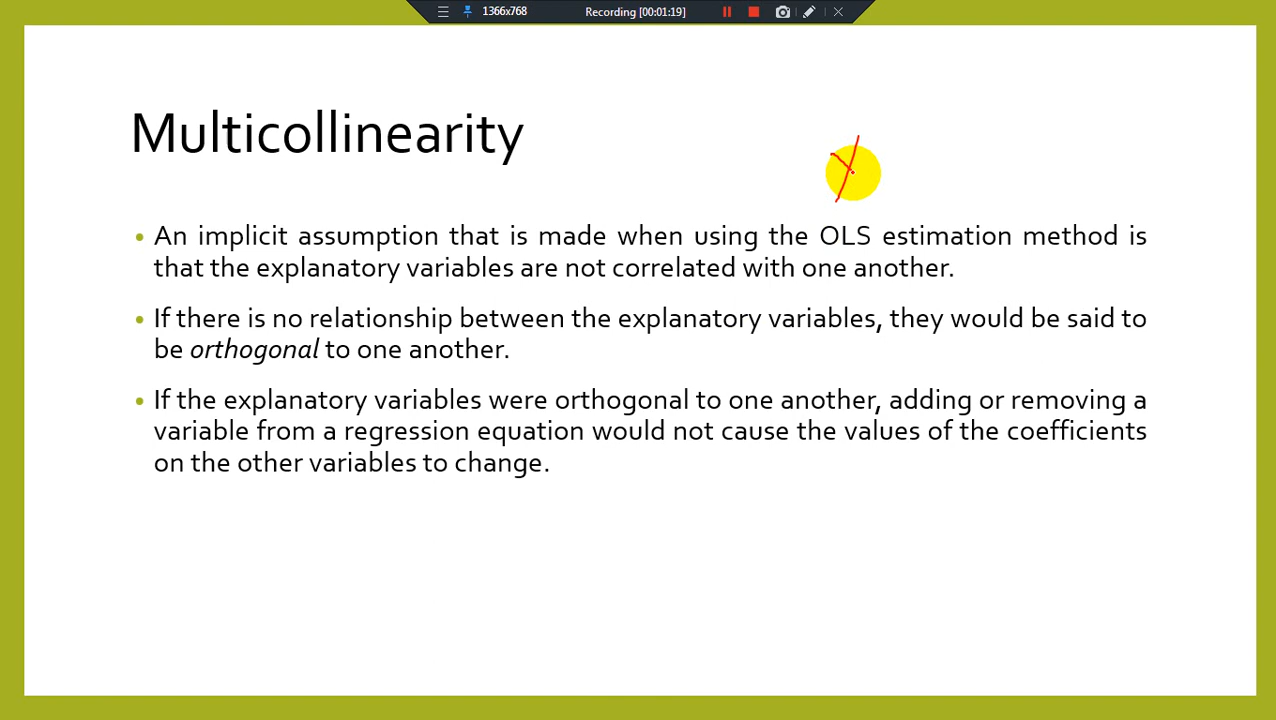 1366x768 Recording [00:01:19]
Multicollinearity
• An implicit assumption that is made when using the OLS estimation method is
that the explanatory variables are not correlated with one another.
• If there is no relationship between the explanatory variables, they would be said to
be orthogonal to one another.
• If the explanatory variables were orthogonal to one another, adding or removing a
variable from a regression equation would not cause the values of the coefficients
on the other variables to change.